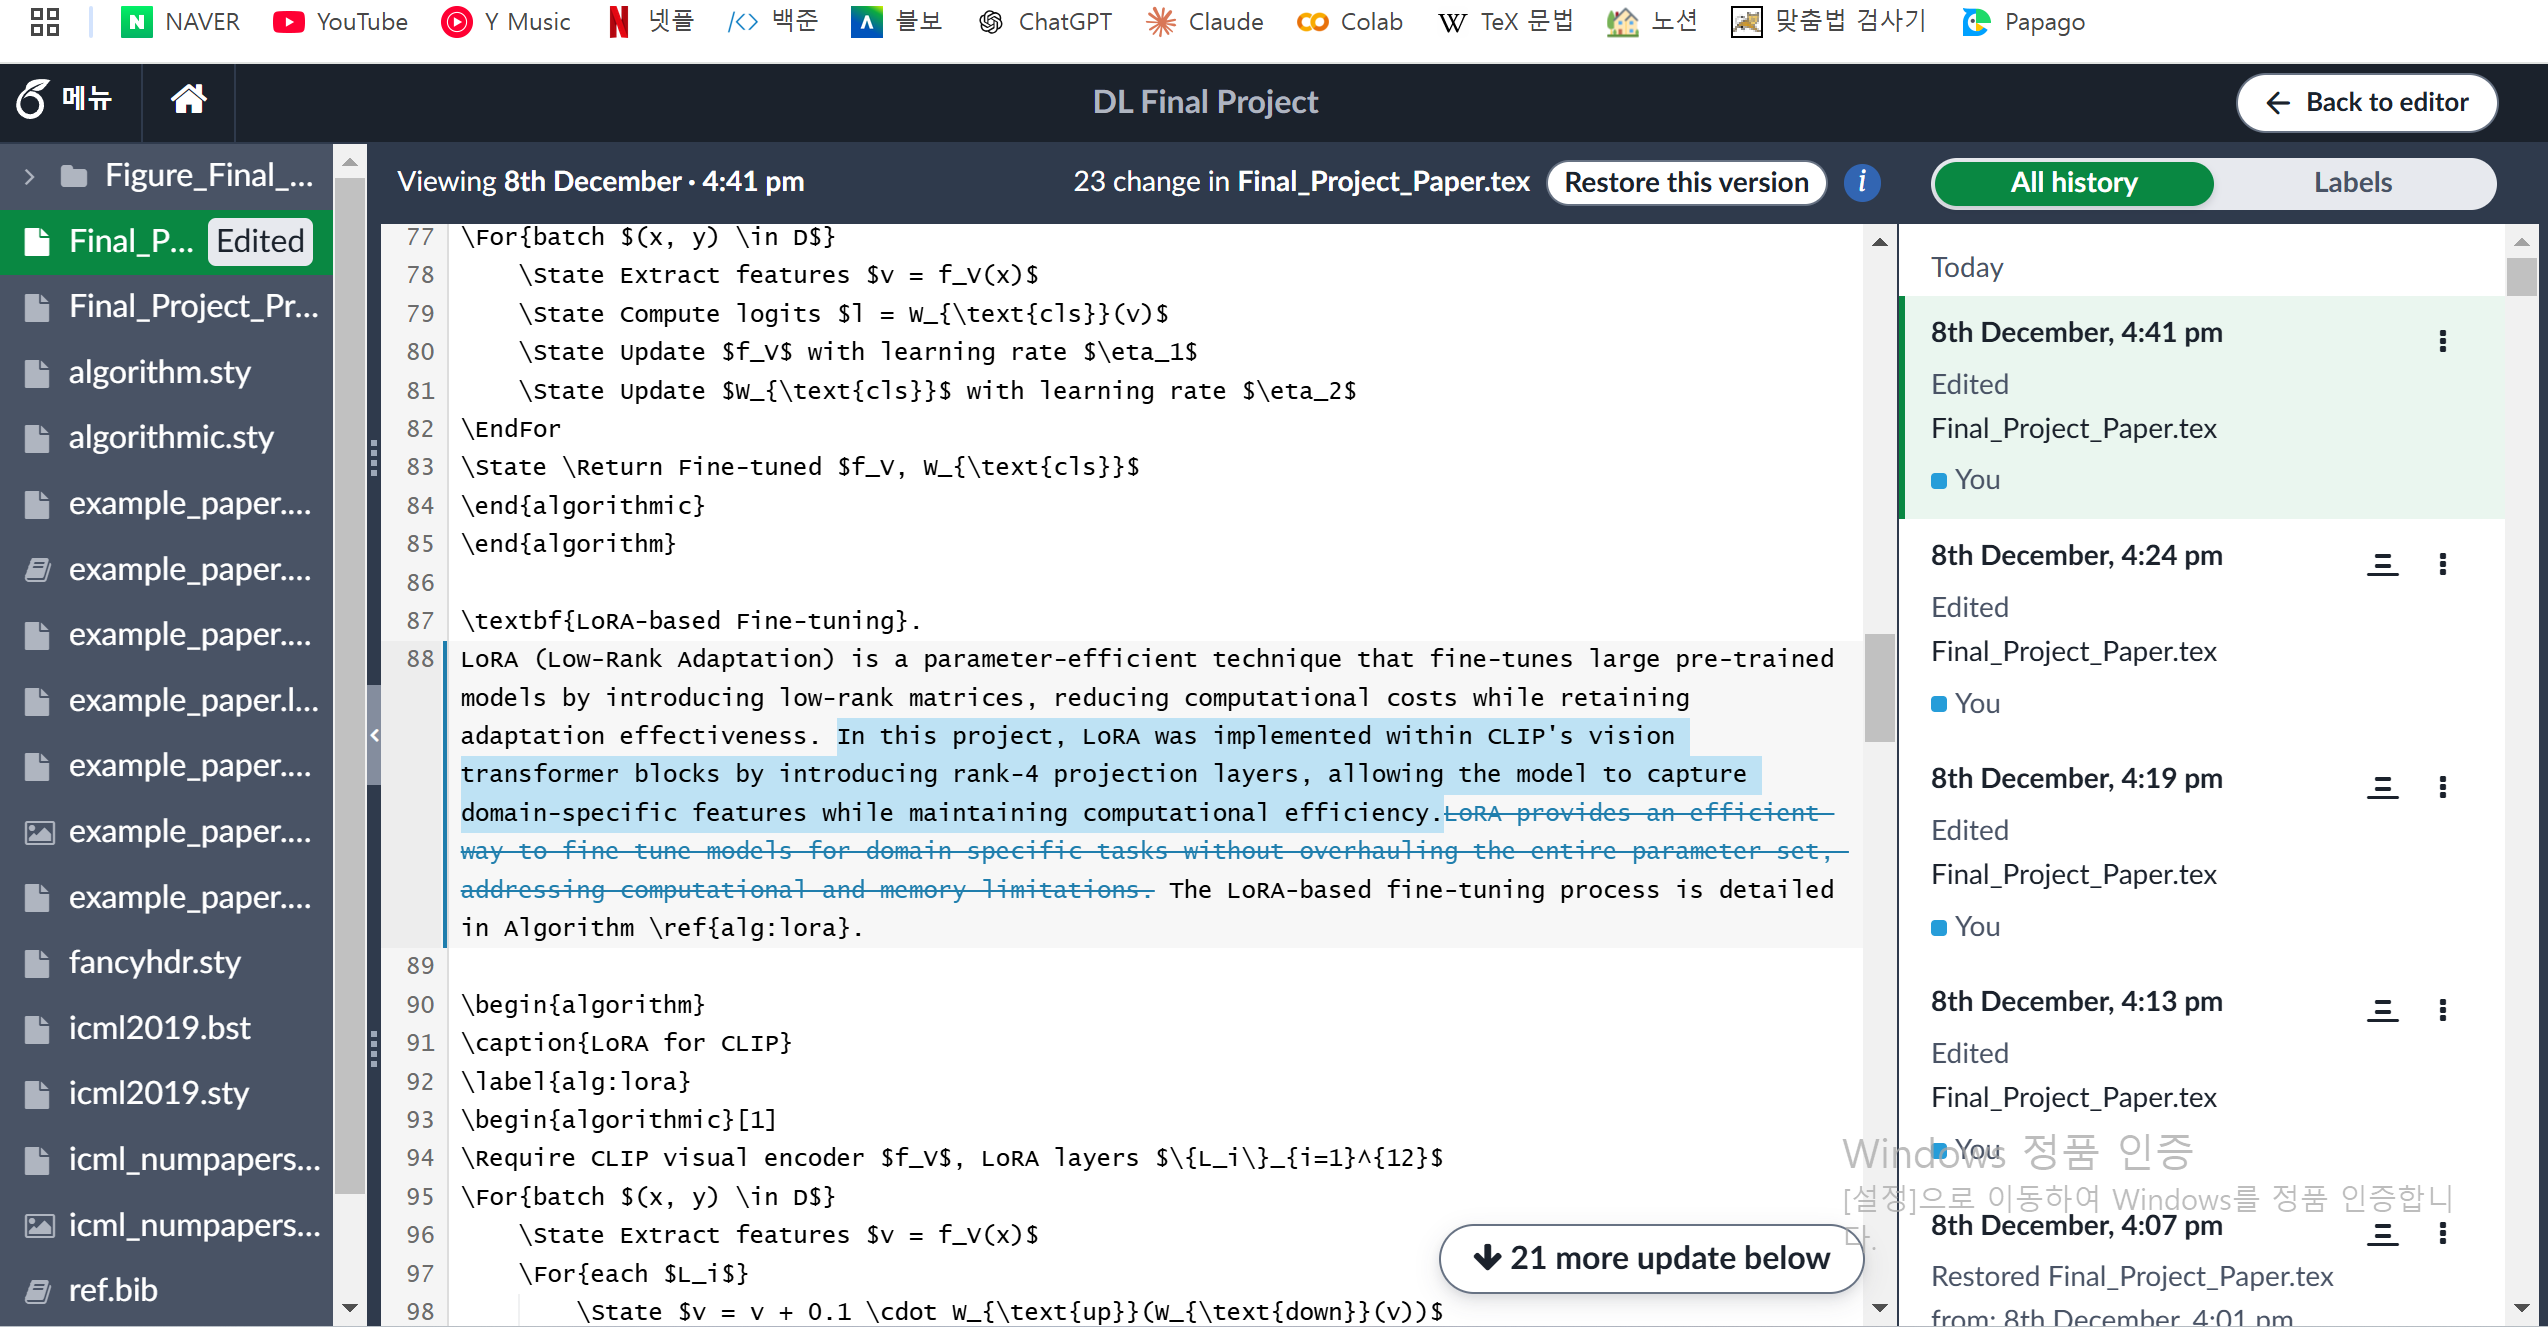 NAVER
YouTube
Y Music
넷플
백준
블보
ChatGPT
Claude
Colab
TeX 문법
노션
맞춤법 검사기
Papago
메뉴
DL Final Project
Back to editor
Figure_Final_...
Final_P... Edited
Final_Project_Pr...
algorithm.sty
algorithmic.sty
example_paper....
example_paper....
example_paper....
example_paper.l...
example_paper....
example_paper....
example_paper....
fancyhdr.sty
icml2019.bst
icml2019.sty
icml_numpapers...
icml_numpapers...
ref.bib
Viewing 8th December · 4:41 pm
23 change in Final_Project_Paper.tex
Restore this version
i
77 \For{batch $(x, y) \in D$}
78 \State Extract features $v = f_V(x)$
79 \State Compute logits $l = W_{\text{cls}}(v)$
80 \State Update $f_V$ with learning rate $\eta_1$
81 \State Update $W_{\text{cls}}$ with learning rate $\eta_2$
82 \EndFor
83 \State \Return Fine-tuned $f_V, W_{\text{cls}}$
84 \end{algorithmic}
85 \end{algorithm}
86
87 \textbf{LoRA-based Fine-tuning}.
88 LoRA (Low-Rank Adaptation) is a parameter-efficient technique that fine-tunes large pre-trained
models by introducing low-rank matrices, reducing computational costs while retaining
adaptation effectiveness. In this project, LoRA was implemented within CLIP's vision
transformer blocks by introducing rank-4 projection layers, allowing the model to capture
domain-specific features while maintaining computational efficiency.LoRA provides an efficient
way to fine-tune models for domain-specific tasks without overhauling the entire parameter set,
addressing computational and memory limitations. The LoRA-based fine-tuning process is detailed
in Algorithm \ref{alg:lora}.
89
90 \begin{algorithm}
91 \caption{LoRA for CLIP}
92 \label{alg:lora}
93 \begin{algorithmic}[1]
94 \Require CLIP visual encoder $f_V$, LoRA layers $\{L_i\}_{i=1}^{12}$
95 \For{batch $(x, y) \in D$}
96 \State Extract features $v = f_V(x)$
97 \For{each $L_i$}
98 \State $v = v + 0.1 \cdot W_{\text{up}}(W_{\text{down}}(v))$
21 more update below
All history
Labels
Today
8th December, 4:41 pm
Edited
Final_Project_Paper.tex
You
8th December, 4:24 pm
Edited
Final_Project_Paper.tex
You
8th December, 4:19 pm
Edited
Final_Project_Paper.tex
You
8th December, 4:13 pm
Edited
Final_Project_Paper.tex
You
Windows 정품 인증
[설정]으로 이동하여 Windows를 정품 인증합니
다.
8th December, 4:07 pm
Restored Final_Project_Paper.tex
from: 8th December, 4:01 pm